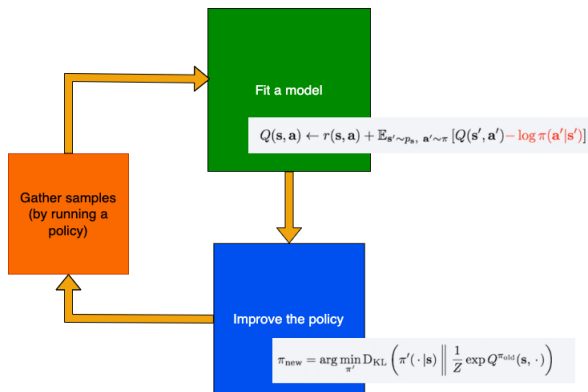 Fit a model
Q(s, a) ← r(s, a) + 𝔼_{s'∼p_s, a'∼π} [Q(s', a') − log π(a'|s')]
Gather samples
(by running a
policy)
Improve the policy
π_new = arg min_{π'} D_KL ( π'( · |s) ‖ 1/Z exp Q^{π_old}(s, · ) )